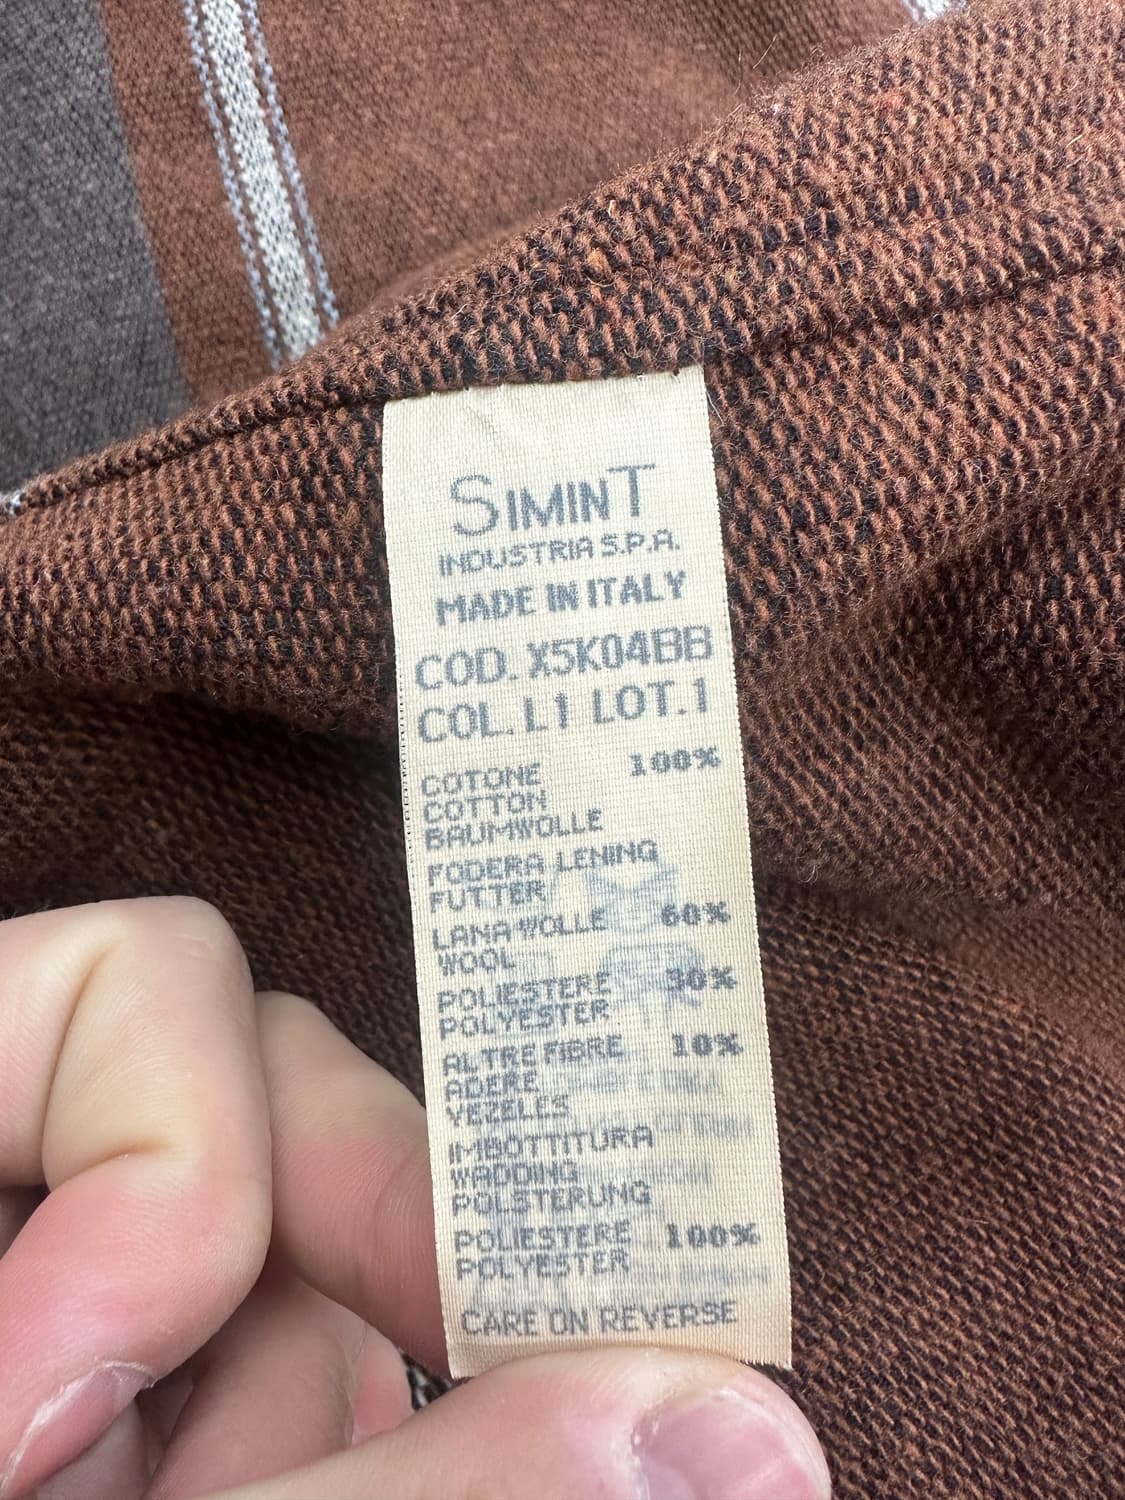 SIMINT
INDUSTRIA S.P.A.
MADE IN ITALY
COD. X5K04BB
COL. L1 LOT. 1
COTONE 100%
COTTON
BAUMWOLLE
FODERA LENING
FUTTER
LANA WOLLE 60%
WOOL
POLIESTERE 30%
POLYESTER
ALTRE FIBRE 10%
ADERE
YEZELES
IMBOTTITURA
WADDING
POLSTERUNG
POLIESTERE 100%
POLYESTER
CARE ON REVERSE